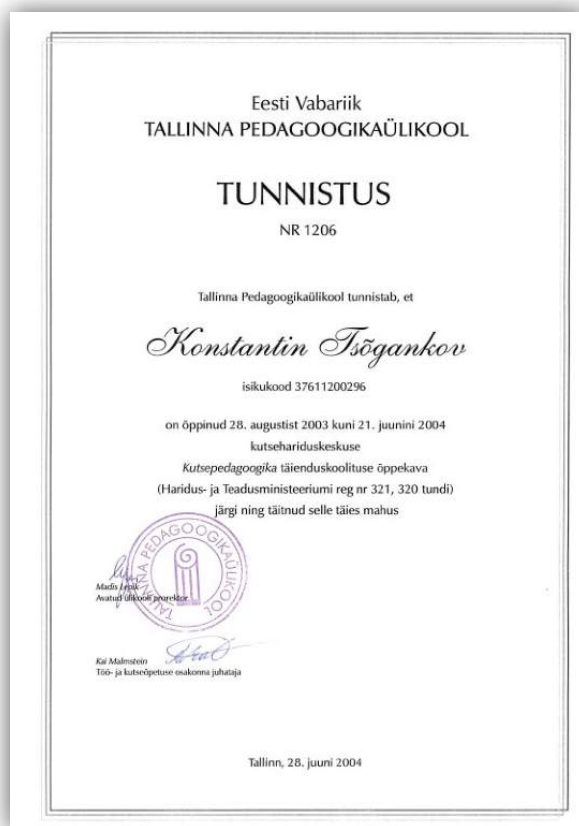 Eesti Vabariik
TALLINNA PEDAGOOGIKAÜLIKOOL
TUNNISTUS
NR 1206
Tallinna Pedagoogikaülikool tunnistab, et
Konstantin Tsõgankov
isikukood 37611200296
on õppinud 28. augustist 2003 kuni 21. juunini 2004
kutsehariduskeskuse
Kutsepedagoogika täienduskoolituse õppekava
(Haridus- ja Teadusministeeriumi reg nr 321, 320 tundi)
järgi ning täitnud selle täies mahus
TALLINNA PEDAGOOGIKAÜLIKOOL
Madis Lepik
Avatud ülikooli prorektor
Kai Malmstein
Töö- ja kutseõpetuse osakonna juhataja
Tallinn, 28. juuni 2004